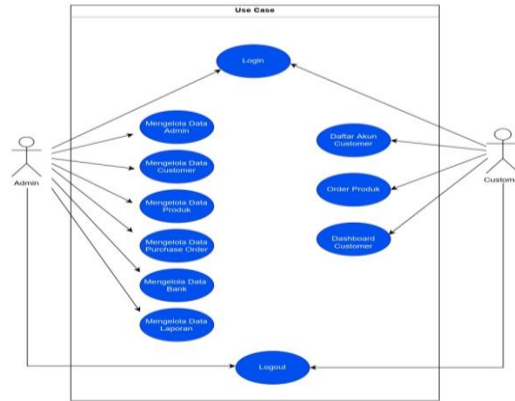 Use Case
Login
Mengelola Data
Admin
Mengelola Data
Customer
Mengelola Data
Produk
Mengelola Data
Purchase Order
Mengelola Data
Bank
Mengelola Data
Laporan
Daftar Akun
Customer
Order Produk
Dashboard
Customer
Logout
Admin
Custome